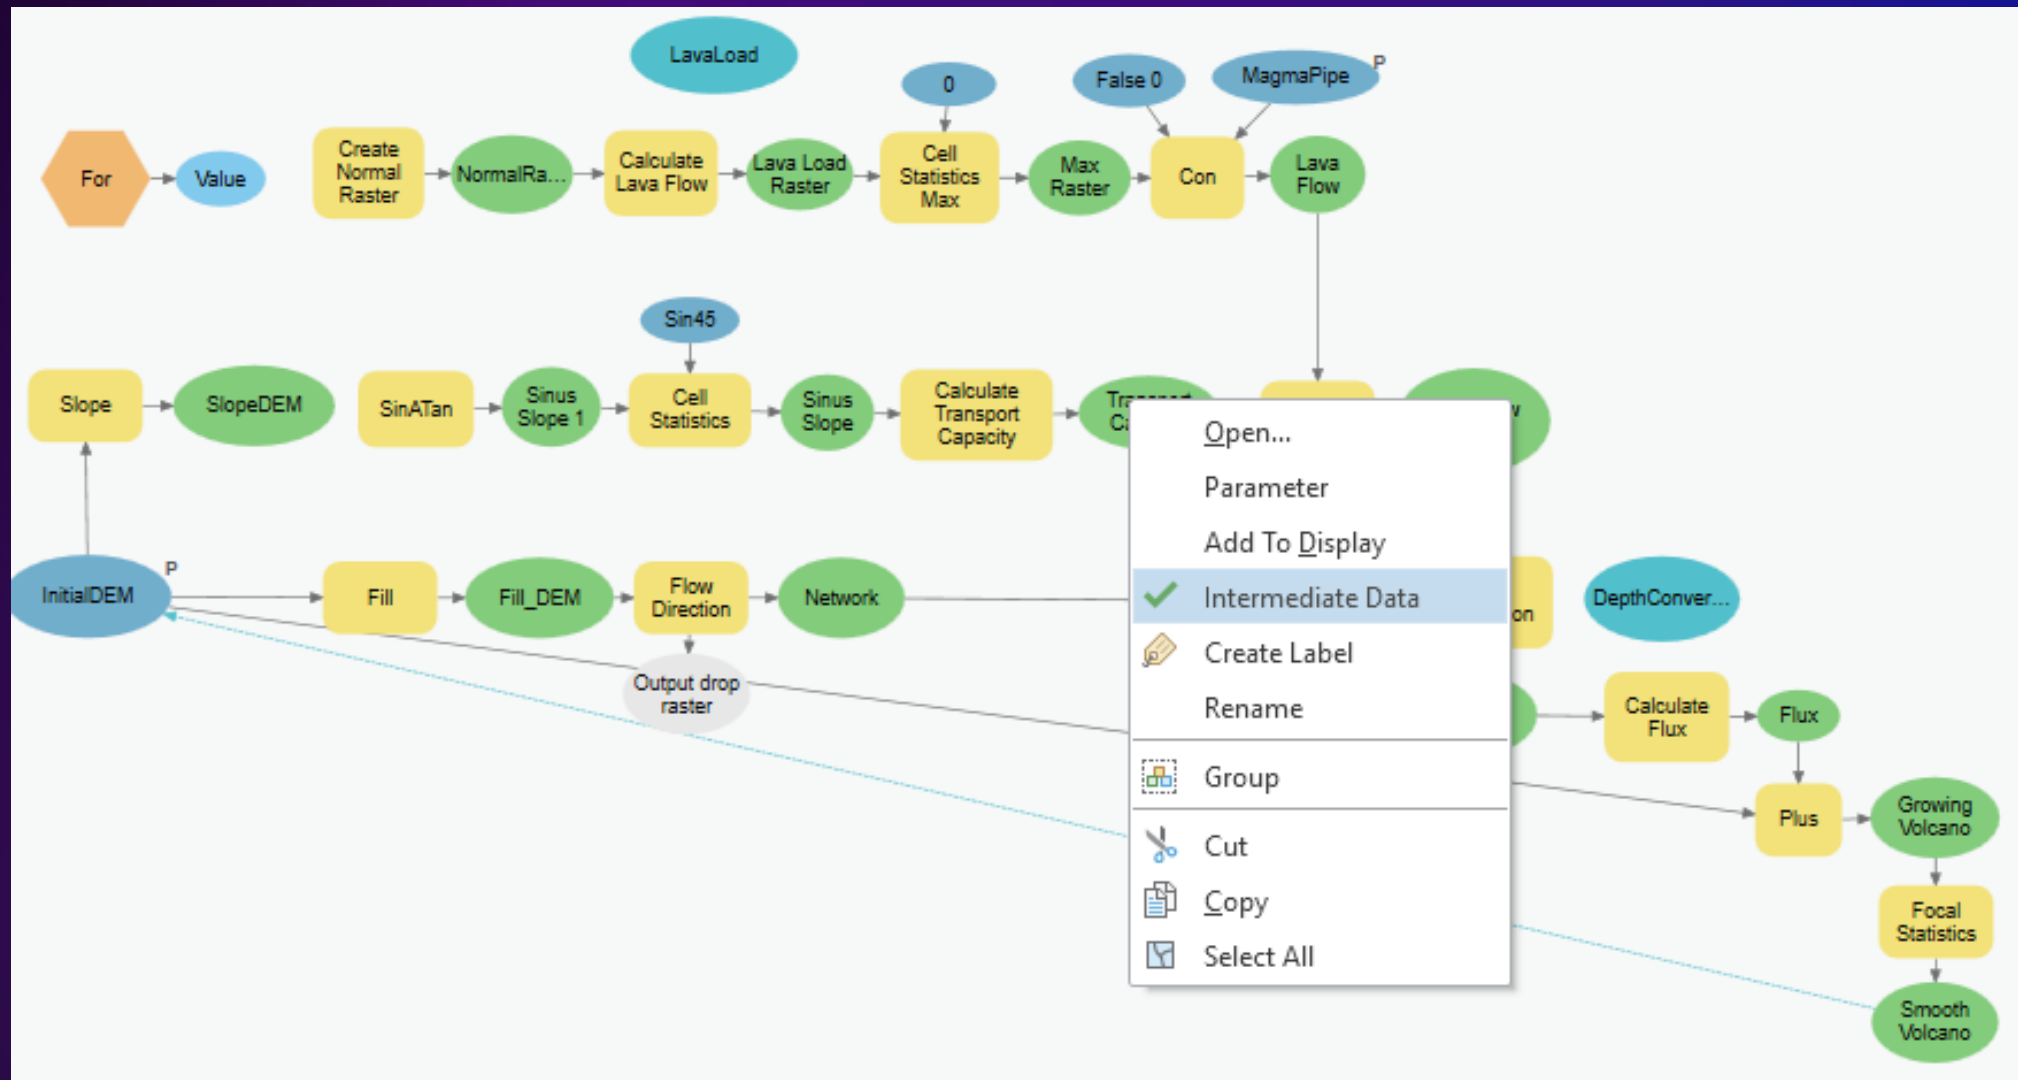 LavaLoad
0
False 0
MagmaPipe
P
For
Value
Create
Normal
Raster
NormalRa...
Calculate
Lava Flow
Lava Load
Raster
Cell
Statistics
Max
Max
Raster
Con
Lava
Flow
Sin45
Slope
SlopeDEM
SinATan
Sinus
Slope 1
Cell
Statistics
Sinus
Slope
Calculate
Transport
Capacity
InitialDEM
P
Fill
Fill_DEM
Flow
Direction
Network
Output drop
raster
Open...
Parameter
Add To Display
Intermediate Data
Create Label
Rename
Group
Cut
Copy
Select All
on
DepthConver...
Calculate
Flux
Flux
Plus
Growing
Volcano
Focal
Statistics
Smooth
Volcano